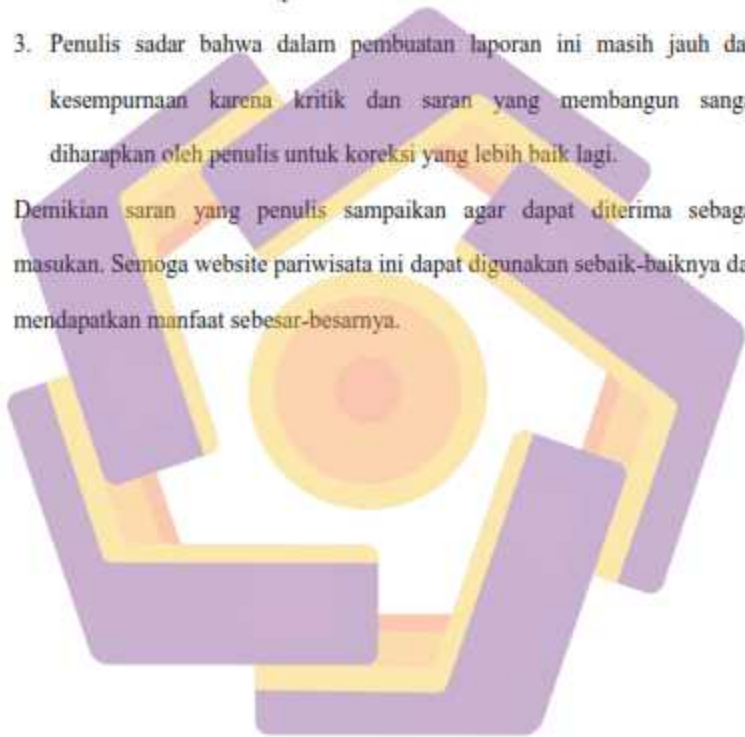 3. Penulis sadar bahwa dalam pembuatan laporan ini masih jauh da
kesempurnaan karena kritik dan saran yang membangun sang
diharapkan oleh penulis untuk koreksi yang lebih baik lagi.
Demikian saran yang penulis sampaikan agar dapat diterima sebag
masukan. Semoga website pariwisata ini dapat digunakan sebaik-baiknya da
mendapatkan manfaat sebesar-besarnya.